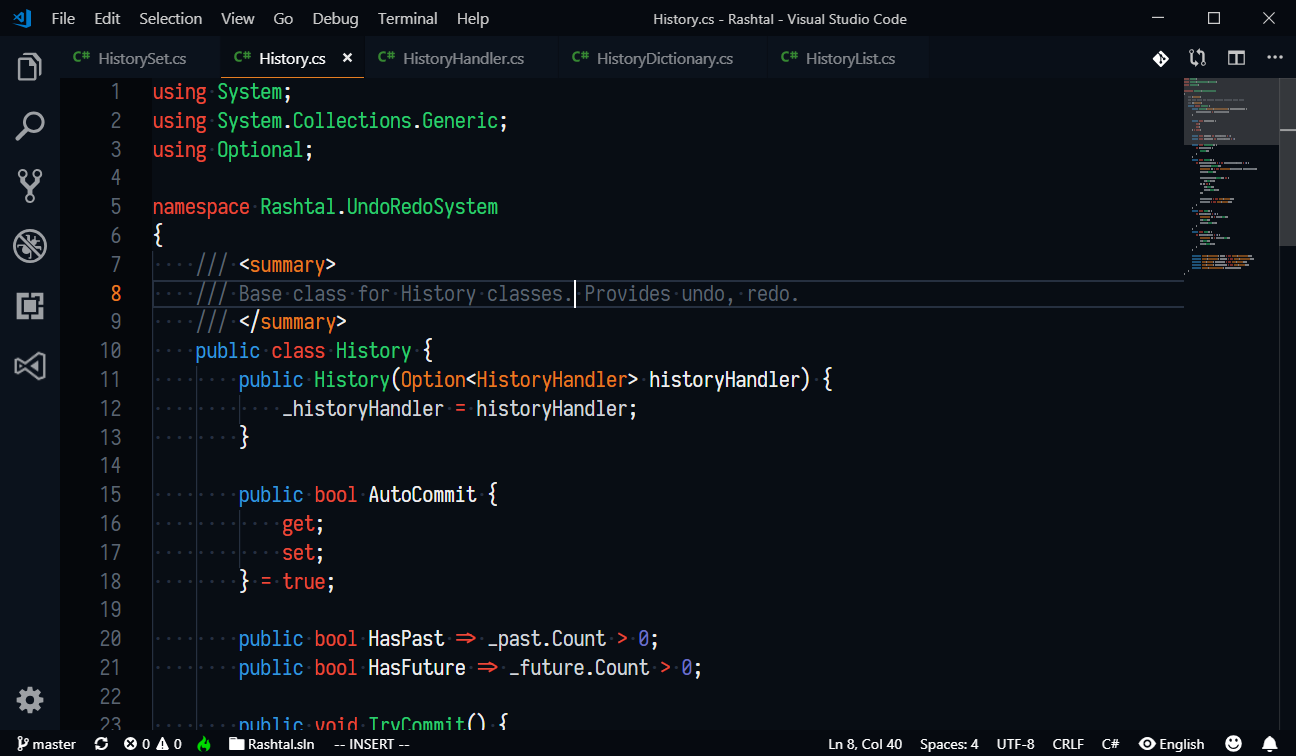 File Edit Selection View Go Debug Terminal Help History.cs - Rashtal - Visual Studio Code
C# HistorySet.cs C# History.cs C# HistoryHandler.cs C# HistoryDictionary.cs C# HistoryList.cs
1 using System;
2 using System.Collections.Generic;
3 using Optional;
4
5 namespace Rashtal.UndoRedoSystem
6 {
7 /// <summary>
8 /// Base class for History classes. Provides undo, redo.
9 /// </summary>
10 public class History {
11 public History(Option<HistoryHandler> historyHandler) {
12 _historyHandler = historyHandler;
13 }
14
15 public bool AutoCommit {
16 get;
17 set;
18 } = true;
19
20 public bool HasPast => _past.Count > 0;
21 public bool HasFuture => _future.Count > 0;
22
23 public void TryCommit() {
master 0 0 Rashtal.sln -- INSERT -- Ln 8, Col 40 Spaces: 4 UTF-8 CRLF C# English